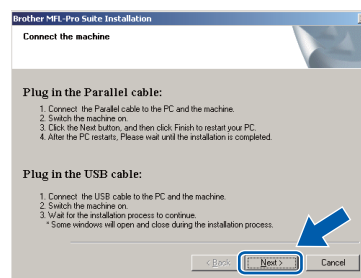 Brother MFL-Pro Suite Installation
Connect the machine
Plug in the Parallel cable:
1. Connect the Parallel cable to the PC and the machine.
2. Switch the machine on.
3. Click the Next button, and then click Finish to restart your PC.
4. After the PC restarts, Please wait until the installation is completed.
Plug in the USB cable:
1. Connect the USB cable to the PC and the machine.
2. Switch the machine on.
3. Wait for the installation process to continue.
* Some windows will open and close during the installation process.
< Back Next > Cancel